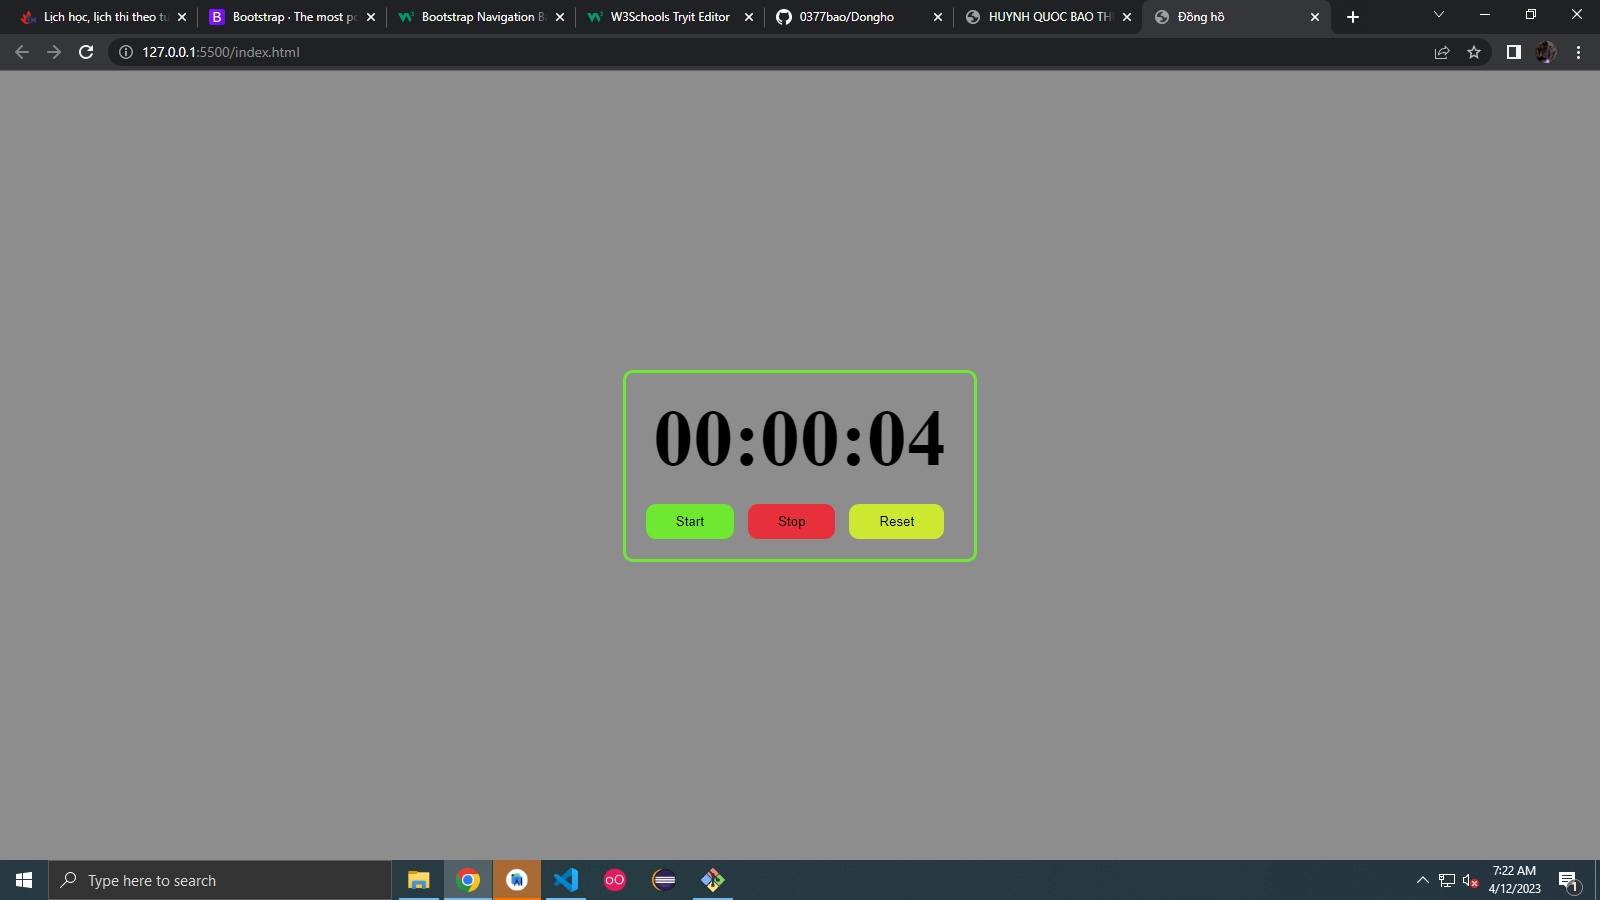 Lịch học, lịch thi theo tu
Bootstrap · The most po
Bootstrap Navigation Ba
W3Schools Tryit Editor
0377bao/Dongho
HUYNH QUOC BAO TH
Đồng hồ
127.0.0.1:5500/index.html
00:00:04
Start
Stop
Reset
Type here to search
7:22 AM
4/12/2023
1